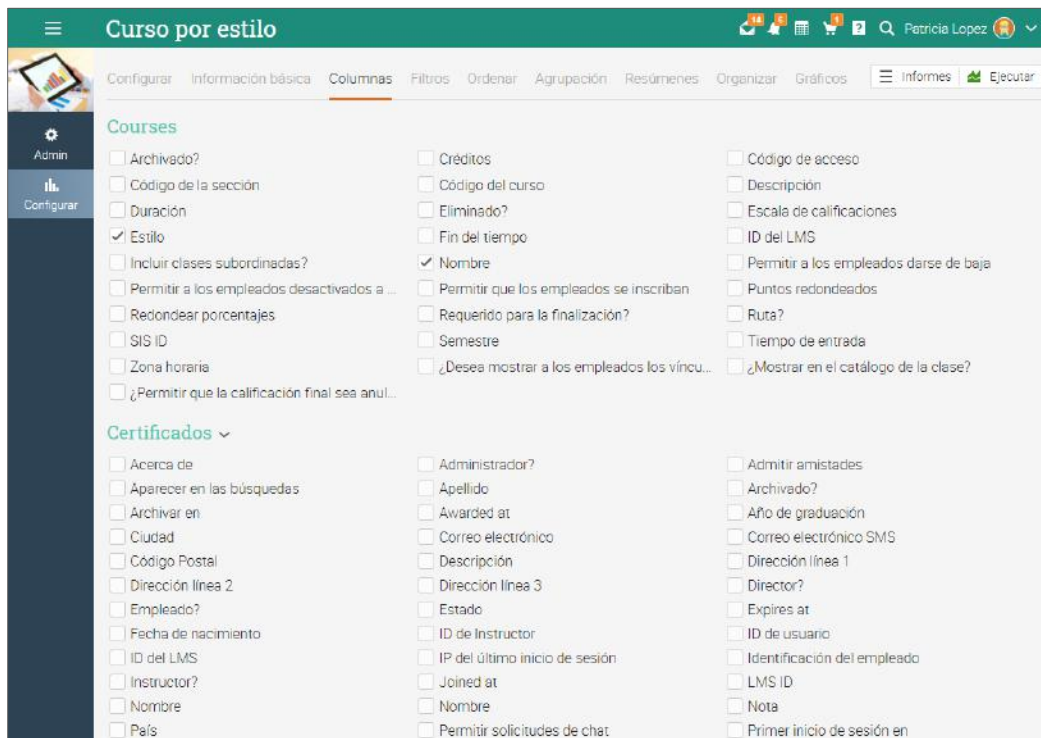 Curso por estilo
14
5
1
Patricia Lopez
Configurar Información básica Columnas Filtros Ordenar Agrupación Resúmenes Organizar Gráficos
Informes Ejecutar
Admin
Configurar
Courses
Archivado? Créditos Código de acceso
Código de la sección Código del curso Descripción
Duración Eliminado? Escala de calificaciones
Estilo Fin del tiempo ID del LMS
Incluir clases subordinadas? Nombre Permitir a los empleados darse de baja
Permitir a los empleados desactivados a ... Permitir que los empleados se inscriban Puntos redondeados
Redondear porcentajes Requerido para la finalización? Ruta?
SIS ID Semestre Tiempo de entrada
Zona horaria ¿Desea mostrar a los empleados los víncu... ¿Mostrar en el catálogo de la clase?
¿Permitir que la calificación final sea anul...
Certificados
Acerca de Administrador? Admitir amistades
Aparecer en las búsquedas Apellido Archivado?
Archivar en Awarded at Año de graduación
Ciudad Correo electrónico Correo electrónico SMS
Código Postal Descripción Dirección línea 1
Dirección línea 2 Dirección línea 3 Director?
Empleado? Estado Expires at
Fecha de nacimiento ID de Instructor ID de usuario
ID del LMS IP del último inicio de sesión Identificación del empleado
Instructor? Joined at LMS ID
Nombre Nombre Nota
País Permitir solicitudes de chat Primer inicio de sesión en